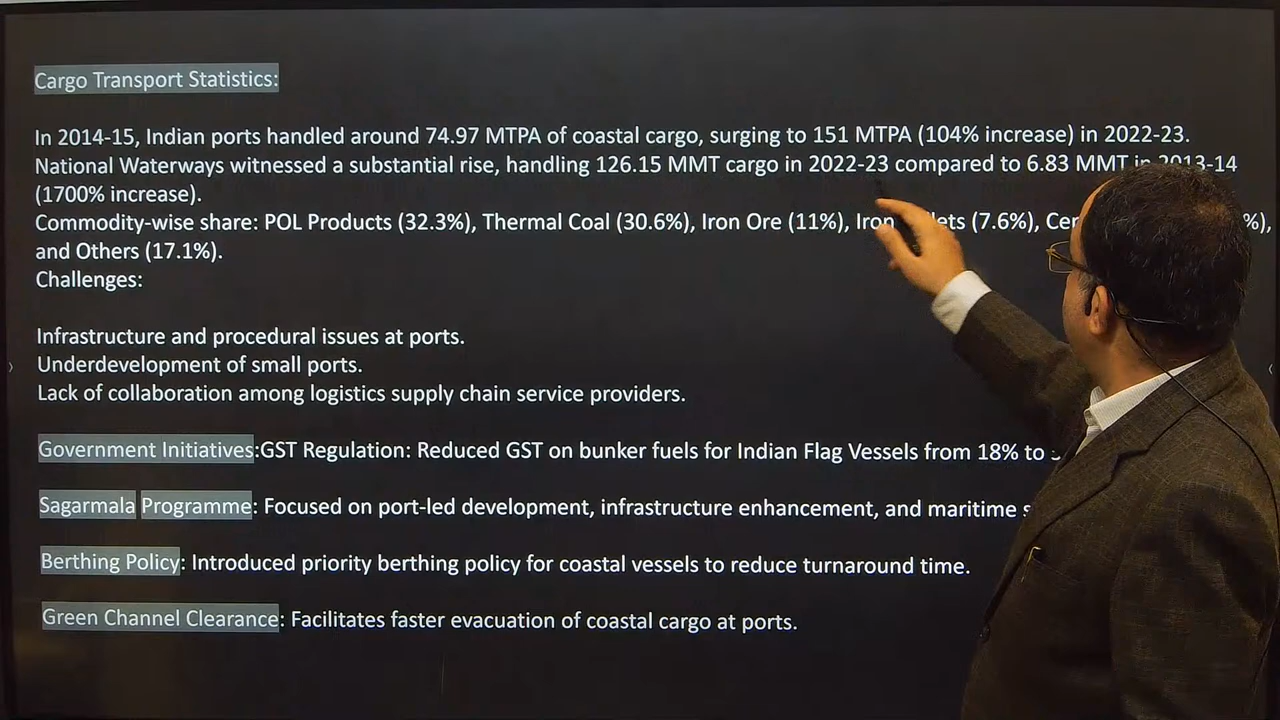 Cargo Transport Statistics:
In 2014-15, Indian ports handled around 74.97 MTPA of coastal cargo, surging to 151 MTPA (104% increase) in 2022-23.
National Waterways witnessed a substantial rise, handling 126.15 MMT cargo in 2022-23 compared to 6.83 MMT in 2013-14
(1700% increase).
Commodity-wise share: POL Products (32.3%), Thermal Coal (30.6%), Iron Ore (11%), Iron (7.6%), %),
and Others (17.1%).
Challenges:
Infrastructure and procedural issues at ports.
Underdevelopment of small ports.
Lack of collaboration among logistics supply chain service providers.
Government Initiatives:GST Regulation: Reduced GST on bunker fuels for Indian Flag Vessels from 18% to
Sagarmala Programme: Focused on port-led development, infrastructure enhancement, and maritime
Berthing Policy: Introduced priority berthing policy for coastal vessels to reduce turnaround time.
Green Channel Clearance: Facilitates faster evacuation of coastal cargo at ports.